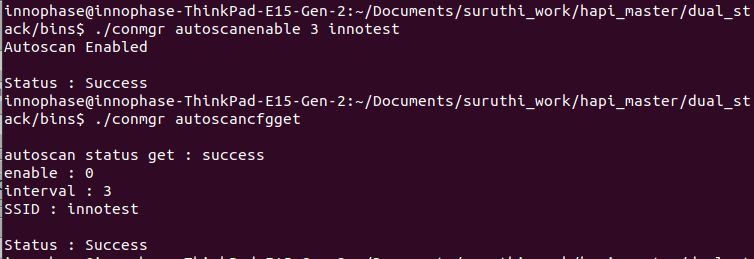 innophase@innophase-ThinkPad-E15-Gen-2:~/Documents/suruthi_work/hapi_master/dual_st
ack/bins$ ./conmgr autoscanenable 3 innotest
Autoscan Enabled
Status : Success
innophase@innophase-ThinkPad-E15-Gen-2:~/Documents/suruthi_work/hapi_master/dual_st
ack/bins$ ./conmgr autoscancfgget
autoscan status get : success
enable : 0
interval : 3
SSID : innotest
Status : Success